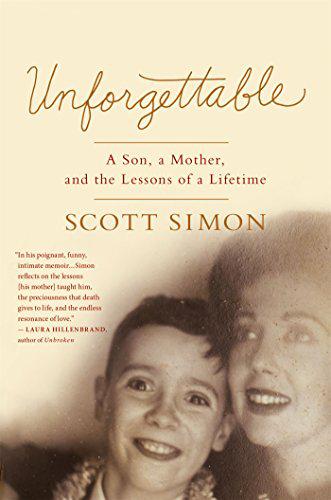 Unforgettable
A Son, a Mother,
and the Lessons of a Lifetime
SCOTT SIMON
"In his poignant, funny,
intimate memoir...Simon
reflects on the lessons
[his mother] taught him,
the preciousness that death
gives to life, and the endless
resonance of love."
— LAURA HILLENBRAND,
author of Unbroken